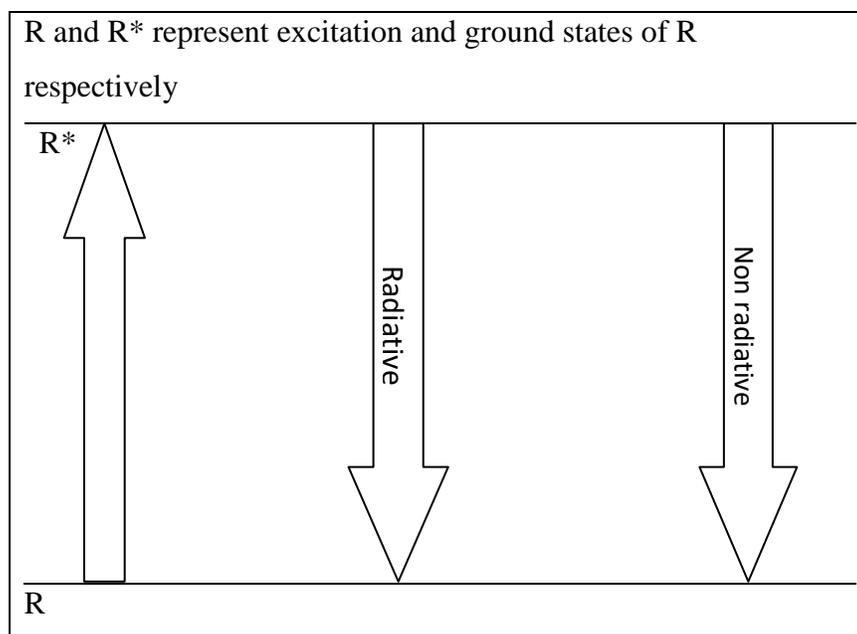 R and R* represent excitation and ground states of R
respectively
R*
Radiative
Non radiative
R